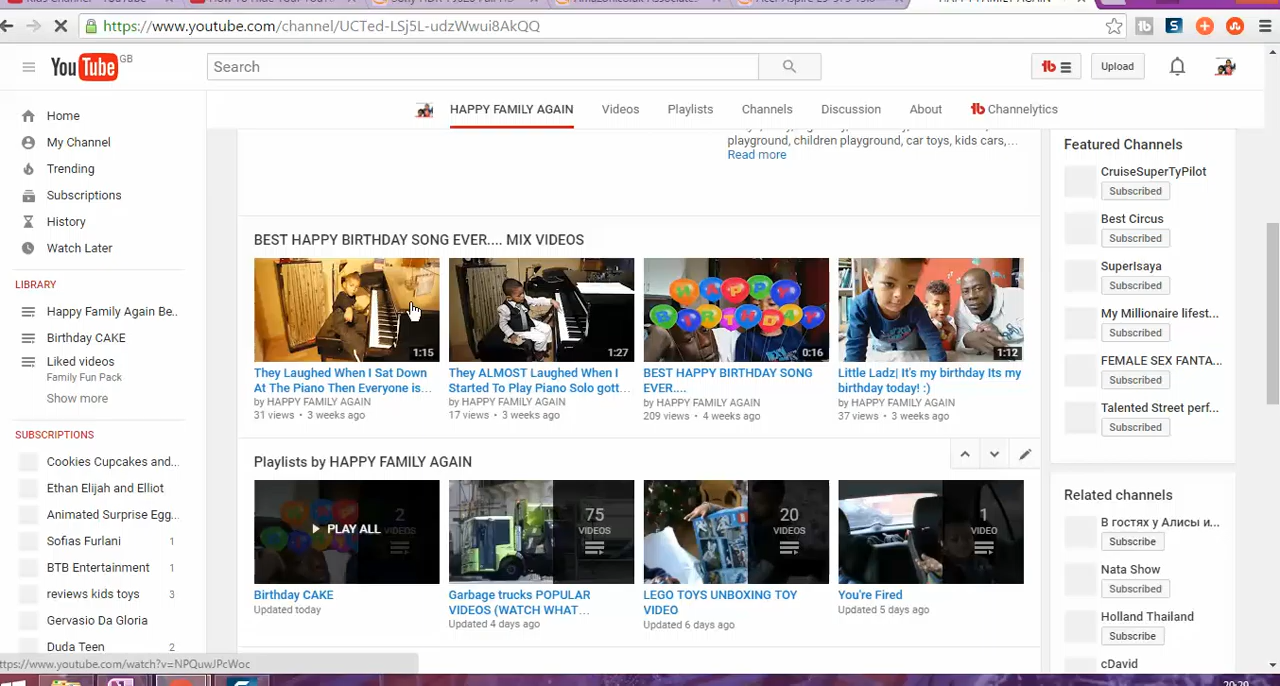 https://www.youtube.com/channel/UCTed-LSj5L-udzWwui8AkQQ
YouTube GB
Search
Upload
HAPPY FAMILY AGAIN
Videos
Playlists
Channels
Discussion
About
Channelytics
Home
My Channel
Trending
Subscriptions
History
Watch Later
LIBRARY
Happy Family Again Be..
Birthday CAKE
Liked videos
Family Fun Pack
Show more
SUBSCRIPTIONS
Cookies Cupcakes and...
Ethan Elijah and Elliot
Animated Surprise Egg...
Sofias Furlani 1
BTB Entertainment 1
reviews kids toys 3
Gervasio Da Gloria
Duda Teen 2
playground, children playground, car toys, kids cars,...
Read more
BEST HAPPY BIRTHDAY SONG EVER.... MIX VIDEOS
1:15
They Laughed When I Sat Down
At The Piano Then Everyone is...
by HAPPY FAMILY AGAIN
31 views • 3 weeks ago
1:27
They ALMOST Laughed When I
Started To Play Piano Solo gott...
by HAPPY FAMILY AGAIN
17 views • 3 weeks ago
HAPPY
BIRTHDAY
0:16
BEST HAPPY BIRTHDAY SONG
EVER....
by HAPPY FAMILY AGAIN
209 views • 4 weeks ago
1:12
Little Ladz| It's my birthday Its my
birthday today! :)
by HAPPY FAMILY AGAIN
37 views • 3 weeks ago
Playlists by HAPPY FAMILY AGAIN
PLAY ALL
2
VIDEOS
Birthday CAKE
Updated today
75
VIDEOS
Garbage trucks POPULAR
VIDEOS (WATCH WHAT...
Updated 4 days ago
20
VIDEOS
LEGO TOYS UNBOXING TOY
VIDEO
Updated 6 days ago
1
VIDEO
You're Fired
Updated 5 days ago
Featured Channels
CruiseSuperTyPilot
Subscribed
Best Circus
Subscribed
SuperIsaya
Subscribed
My Millionaire lifest...
Subscribed
FEMALE SEX FANTA...
Subscribed
Talented Street perf...
Subscribed
Related channels
В гостях у Алисы и...
Subscribe
Nata Show
Subscribed
Holland Thailand
Subscribe
cDavid
ttps://www.youtube.com/watch?v=NPQuwJPcWoc
20:29